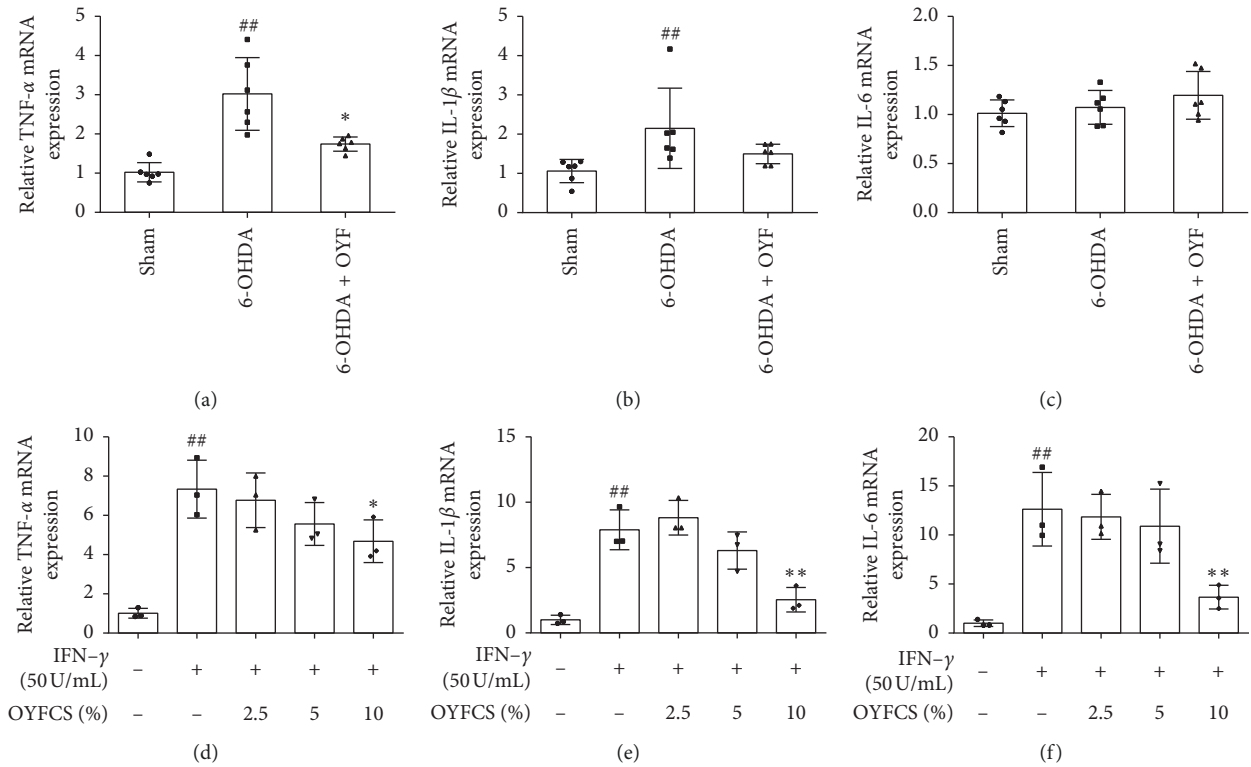 Relative TNF-α mRNA
expression
5
4
3
2
1
0
##
*
Sham
6-OHDA
6-OHDA + OYF
(a)
Relative IL-1β mRNA
expression
5
4
3
2
1
0
##
Sham
6-OHDA
6-OHDA + OYF
(b)
Relative IL-6 mRNA
expression
2.0
1.5
1.0
0.5
0.0
Sham
6-OHDA
6-OHDA + OYF
(c)
Relative TNF-α mRNA
expression
10
8
6
4
2
0
##
*
IFN–γ
(50 U/mL)
– + + + +
OYFCS (%) – – 2.5 5 10
(d)
Relative IL-1β mRNA
expression
15
10
5
0
##
**
IFN–γ
(50 U/mL)
– + + + +
OYFCS (%) – – 2.5 5 10
(e)
Relative IL-6 mRNA
expression
20
15
10
5
0
##
**
IFN–γ
(50 U/mL)
– + + + +
OYFCS (%) – – 2.5 5 10
(f)